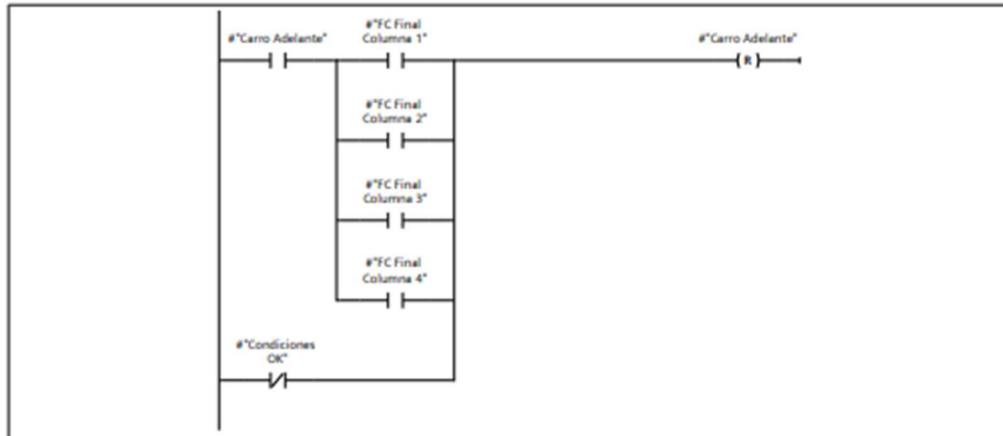 #"Carro Adelante"
#"FC Final
Columna 1"
#"Carro Adelante"
R
#"FC Final
Columna 2"
#"FC Final
Columna 3"
#"FC Final
Columna 4"
#"Condiciones
OK"